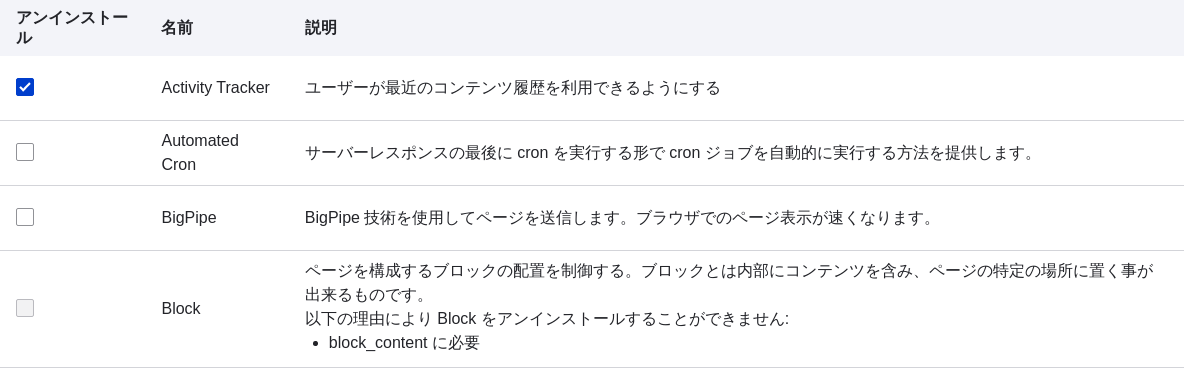 アンインストー
ル
名前
説明
Activity Tracker
ユーザーが最近のコンテンツ履歴を利用できるようにする
Automated
Cron
サーバーレスポンスの最後に cron を実行する形で cron ジョブを自動的に実行する方法を提供します。
BigPipe
BigPipe 技術を使用してページを送信します。ブラウザでのページ表示が速くなります。
Block
ページを構成するブロックの配置を制御する。ブロックとは内部にコンテンツを含み、ページの特定の場所に置く事が
出来るものです。
以下の理由により Block をアンインストールすることができません:
• block_content に必要